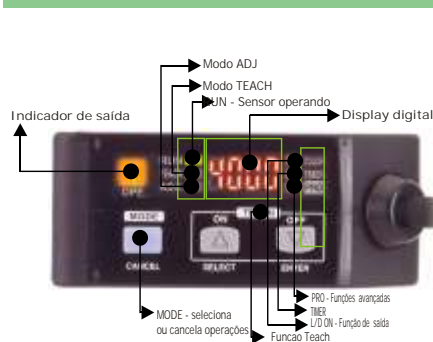 Modo ADJ
Modo TEACH
RUN - Sensor operando
Indicador de saída
Display digital
4000
MODE
ON
OFF
CANCEL
SELECT
ENTER
PRO - Funções avançadas
TIMER
L/D ON - Função de saída
MODE - seleciona
ou cancela operações
Funcao Teach